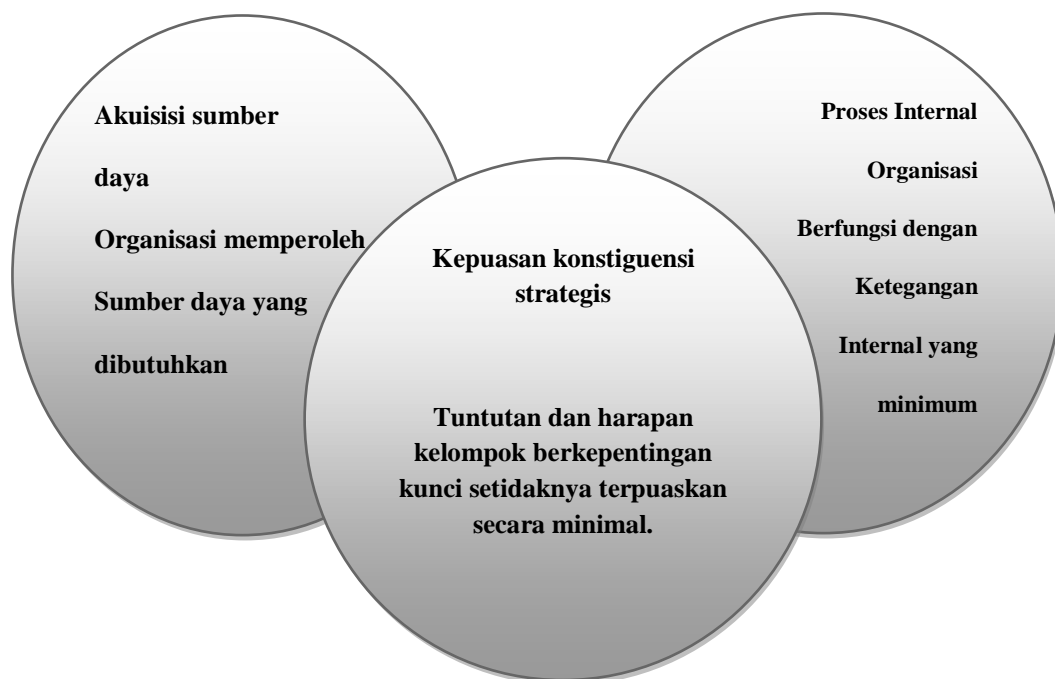 Akuisisi sumber
daya
Organisasi memperoleh
Sumber daya yang
dibutuhkan
Kepuasan konstiguensi
strategis
Tuntutan dan harapan
kelompok berkepentingan
kunci setidaknya terpuaskan
secara minimal.
Proses Internal
Organisasi
Berfungsi dengan
Ketegangan
Internal yang
minimum